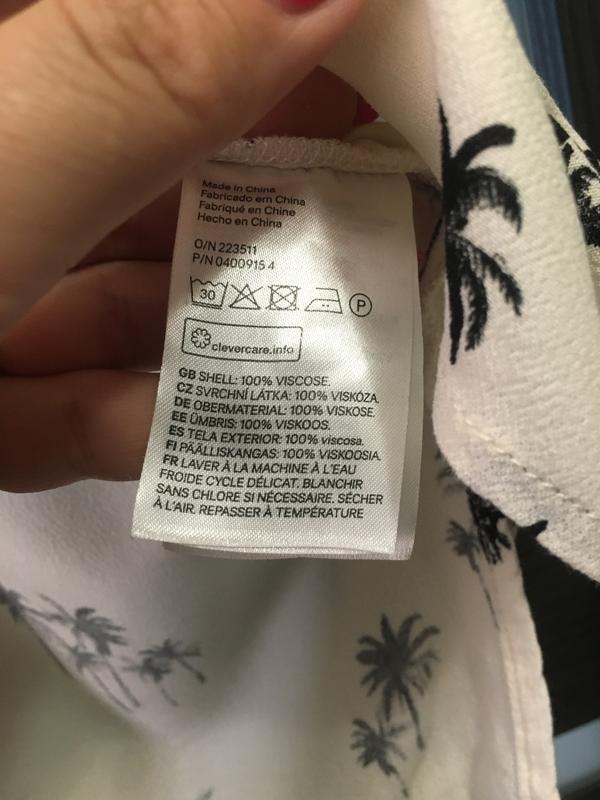 Made in China
Fabricado em China
Fabriqué en Chine
Hecho en China
O/N 223511
P/N 0400915 4
30 P
clevercare.info
GB SHELL: 100% VISCOSE.
CZ SVRCHNÍ LÁTKA: 100% VISKÓZA.
DE OBERMATERIAL: 100% VISKOSE.
EE ÜMBRIS: 100% VISKOOS.
ES TELA EXTERIOR: 100% viscosa.
FI PÄÄLLISKANGAS: 100% VISKOOSIA.
FR LAVER À LA MACHINE À L'EAU
FROIDE CYCLE DÉLICAT. BLANCHIR
SANS CHLORE SI NÉCESSAIRE. SÉCHER
À L'AIR. REPASSER À TEMPÉRATURE